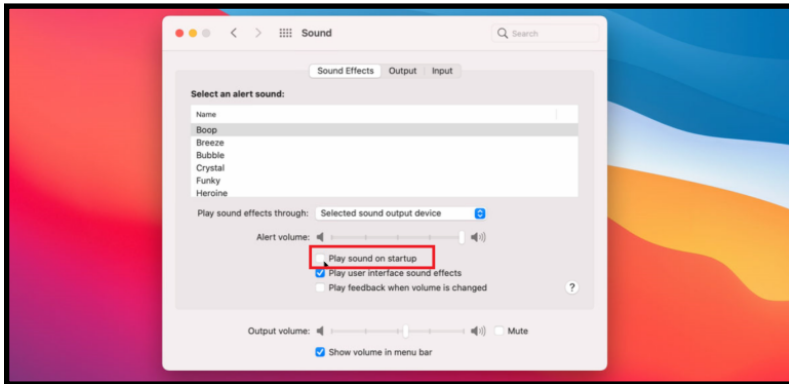 Sound
Search
Sound Effects Output Input
Select an alert sound:
Name
Boop
Breeze
Bubble
Crystal
Funky
Heroine
Play sound effects through: Selected sound output device
Alert volume:
Play sound on startup
Play user interface sound effects
Play feedback when volume is changed
?
Output volume: Mute
Show volume in menu bar